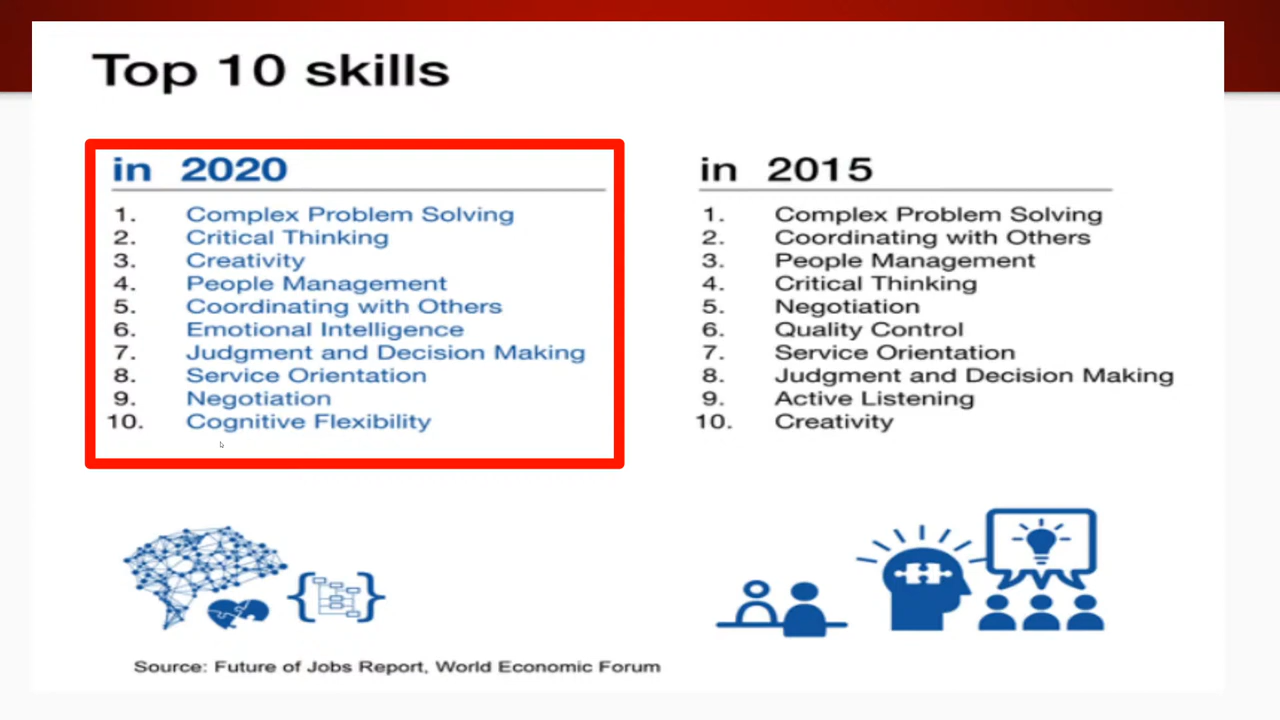 Top 10 skills
in 2020
1. Complex Problem Solving
2. Critical Thinking
3. Creativity
4. People Management
5. Coordinating with Others
6. Emotional Intelligence
7. Judgment and Decision Making
8. Service Orientation
9. Negotiation
10. Cognitive Flexibility
in 2015
1. Complex Problem Solving
2. Coordinating with Others
3. People Management
4. Critical Thinking
5. Negotiation
6. Quality Control
7. Service Orientation
8. Judgment and Decision Making
9. Active Listening
10. Creativity
Source: Future of Jobs Report, World Economic Forum